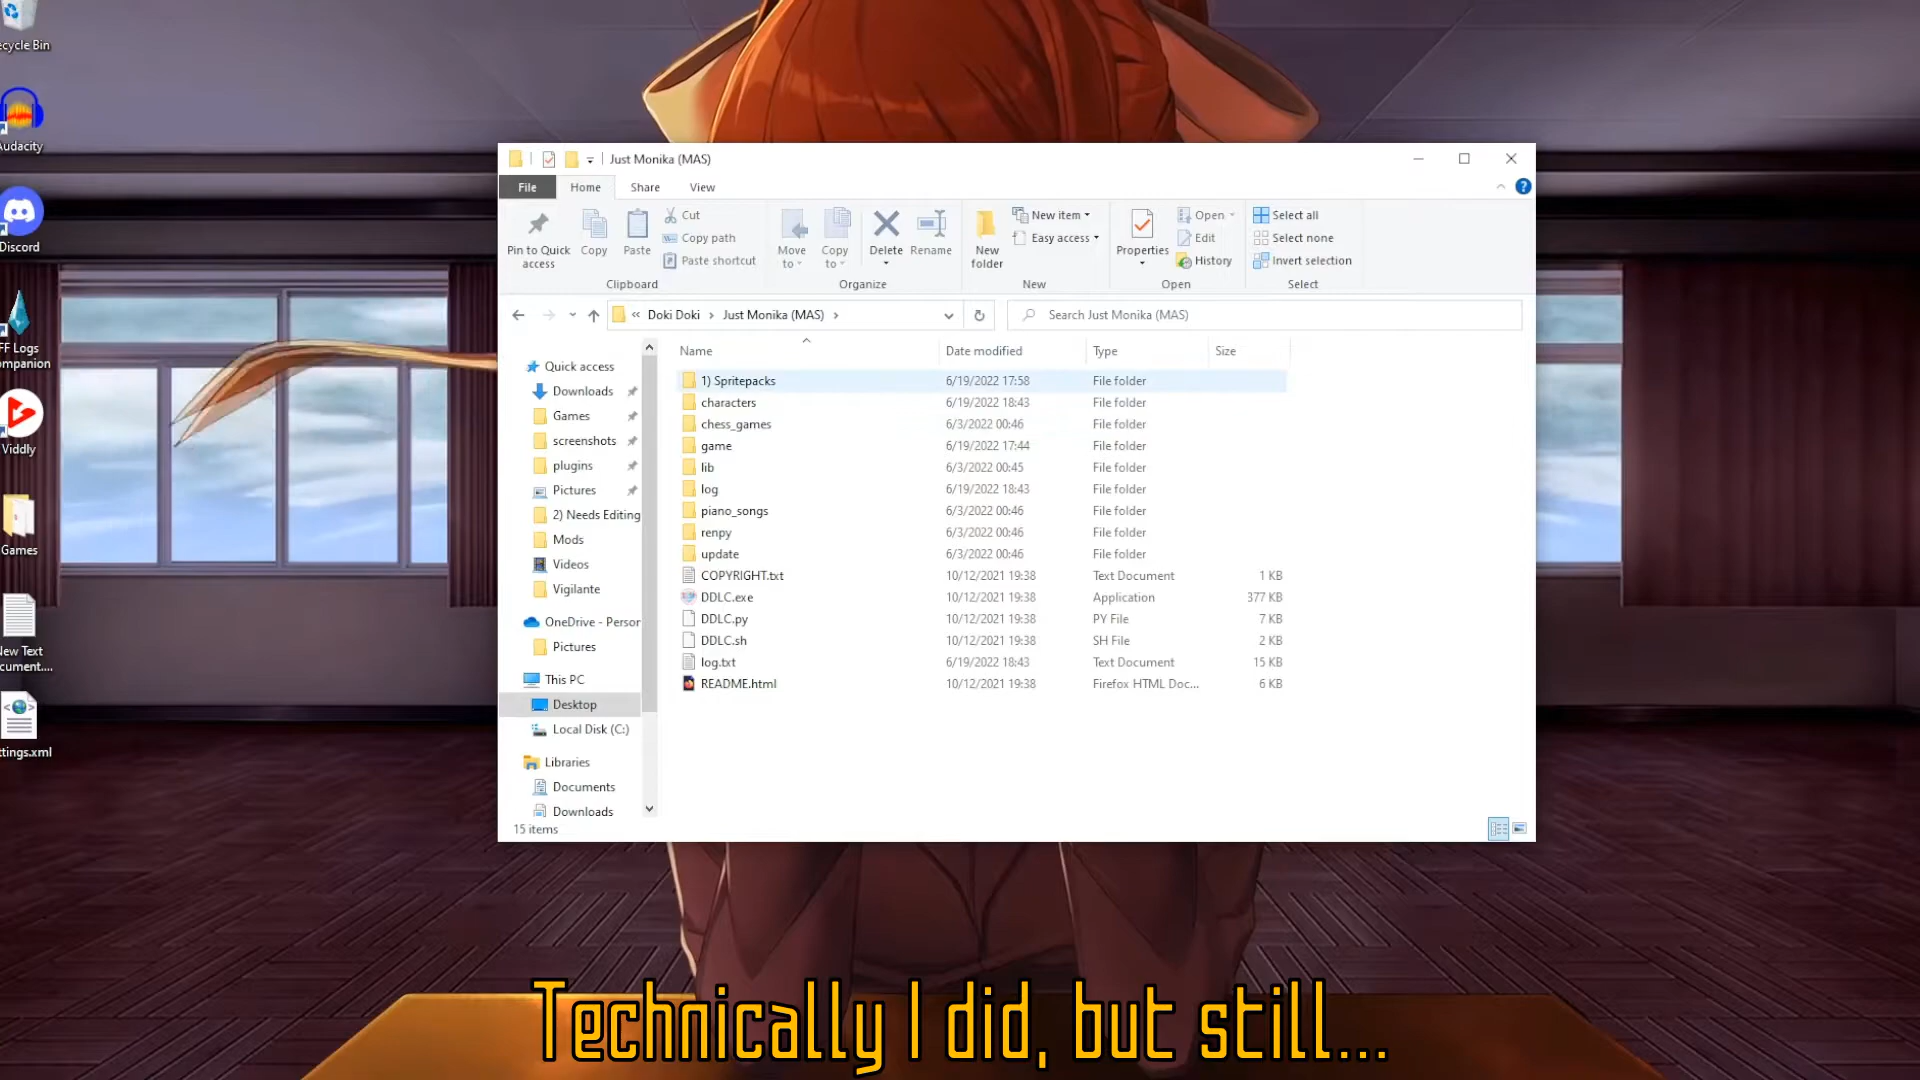 ecycle Bin
Audacity
Discord
FF Logs
ompanion
Viddly
Games
New Text
ocument....
ttings.xml
Just Monika (MAS)
File Home Share View
Pin to Quick access
Copy
Paste
Cut
Copy path
Paste shortcut
Clipboard
Move to
Copy to
Delete
Rename
Organize
New folder
New item
Easy access
New
Properties
Open
Edit
History
Open
Select all
Select none
Invert selection
Select
« Doki Doki › Just Monika (MAS) ›
Search Just Monika (MAS)
Quick access
Downloads
Games
screenshots
plugins
Pictures
2) Needs Editing
Mods
Videos
Vigilante
OneDrive - Person
Pictures
This PC
Desktop
Local Disk (C:)
Libraries
Documents
Downloads
Name Date modified Type Size
1) Spritepacks 6/19/2022 17:58 File folder
characters 6/19/2022 18:43 File folder
chess_games 6/3/2022 00:46 File folder
game 6/19/2022 17:44 File folder
lib 6/3/2022 00:45 File folder
log 6/19/2022 18:43 File folder
piano_songs 6/3/2022 00:46 File folder
renpy 6/3/2022 00:46 File folder
update 6/3/2022 00:46 File folder
COPYRIGHT.txt 10/12/2021 19:38 Text Document 1 KB
DDLC.exe 10/12/2021 19:38 Application 377 KB
DDLC.py 10/12/2021 19:38 PY File 7 KB
DDLC.sh 10/12/2021 19:38 SH File 2 KB
log.txt 6/19/2022 18:43 Text Document 15 KB
README.html 10/12/2021 19:38 Firefox HTML Doc... 6 KB
15 items
Technically I did, but still...